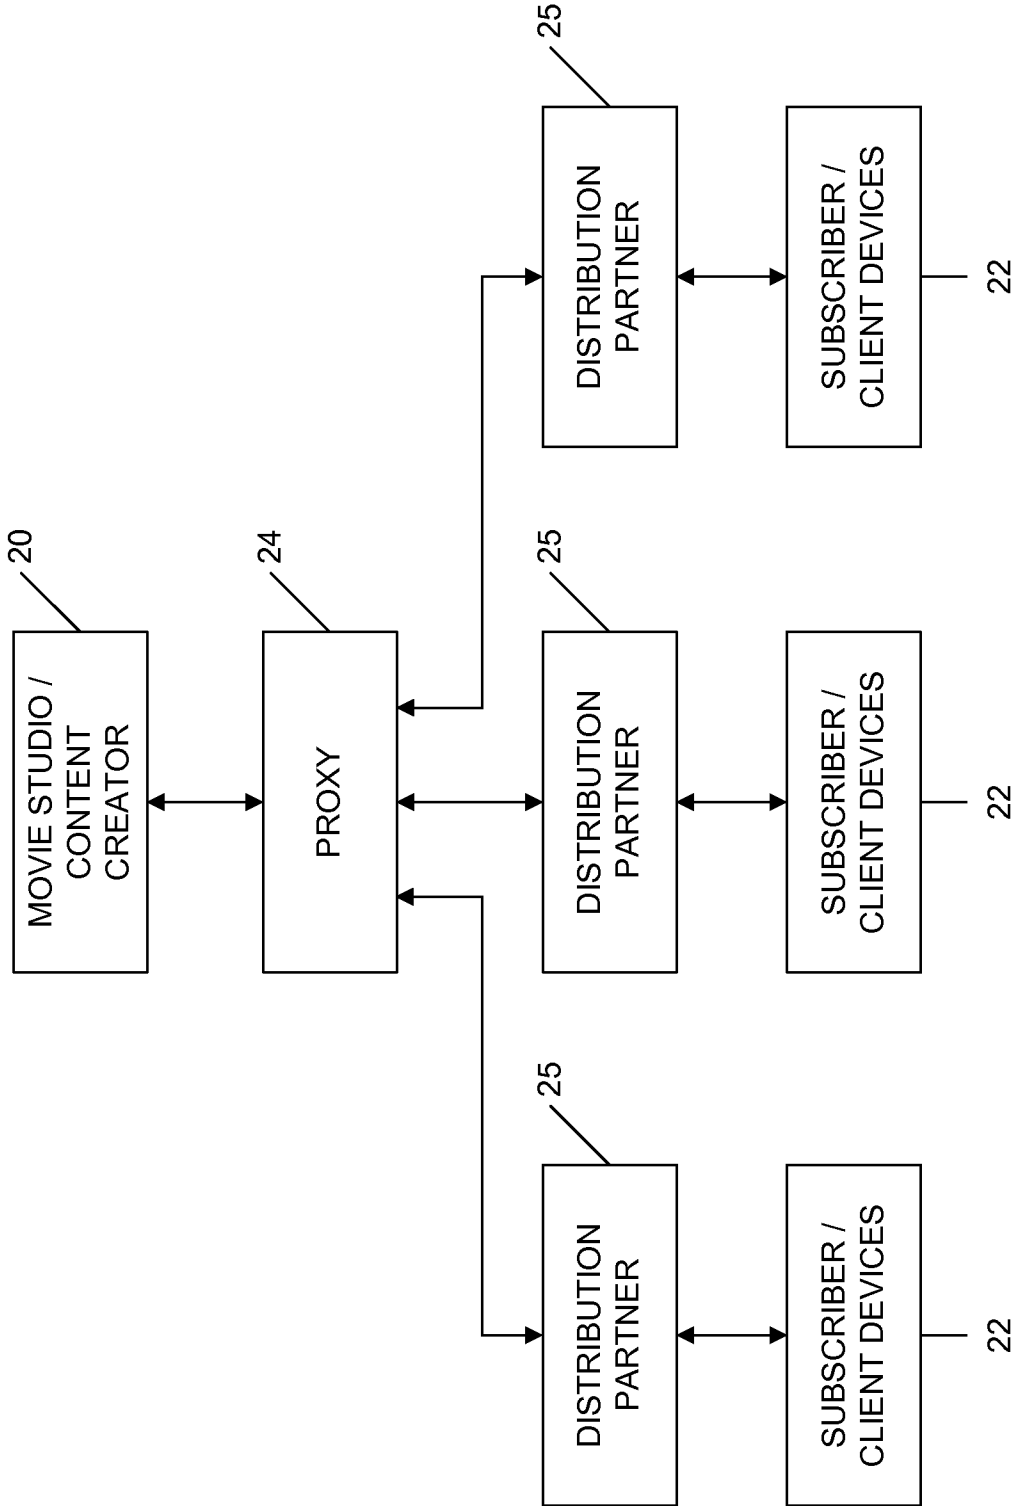 20
MOVIE STUDIO /
CONTENT
CREATOR
24
PROXY
25
DISTRIBUTION
PARTNER
25
DISTRIBUTION
PARTNER
25
DISTRIBUTION
PARTNER
SUBSCRIBER /
CLIENT DEVICES
22
SUBSCRIBER /
CLIENT DEVICES
22
SUBSCRIBER /
CLIENT DEVICES
22